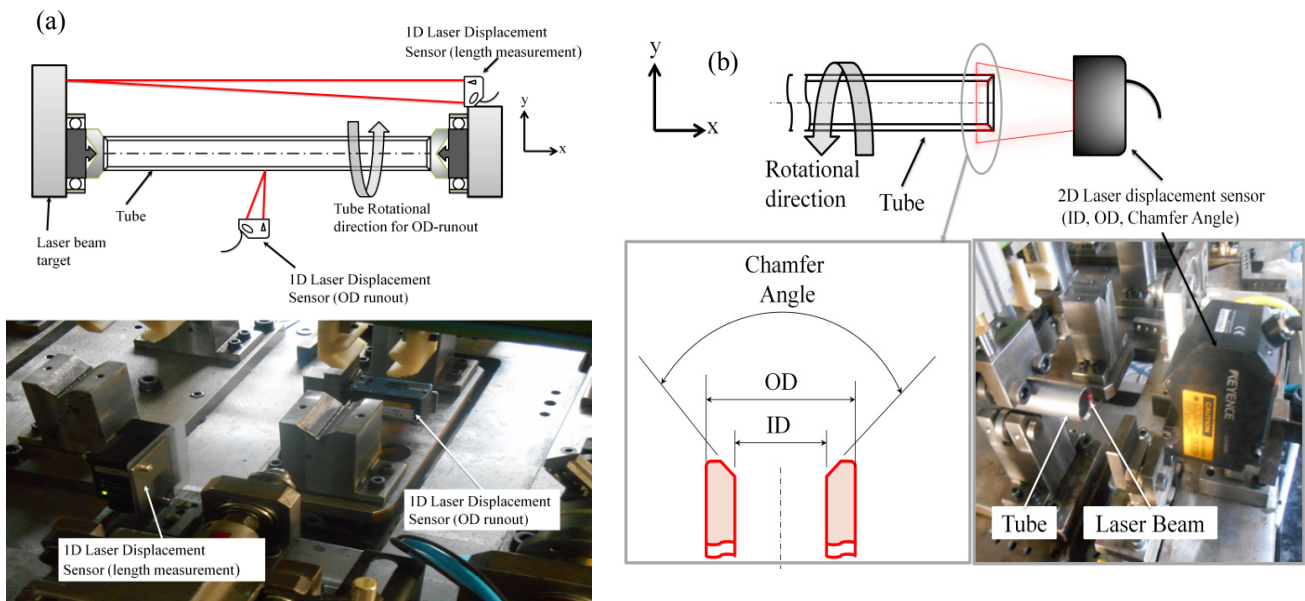 (a)
1D Laser Displacement
Sensor (length measurement)
y
x
Tube
Tube Rotational
direction for OD-runout
Laser beam
target
1D Laser Displacement
Sensor (OD runout)
1D Laser Displacement
Sensor (OD runout)
1D Laser Displacement
Sensor (length measurement)
(b)
y
x
Rotational
direction
Tube
2D Laser displacement sensor
(ID, OD, Chamfer Angle)
Chamfer
Angle
OD
ID
KEYENCE
CAUTION
Tube
Laser Beam